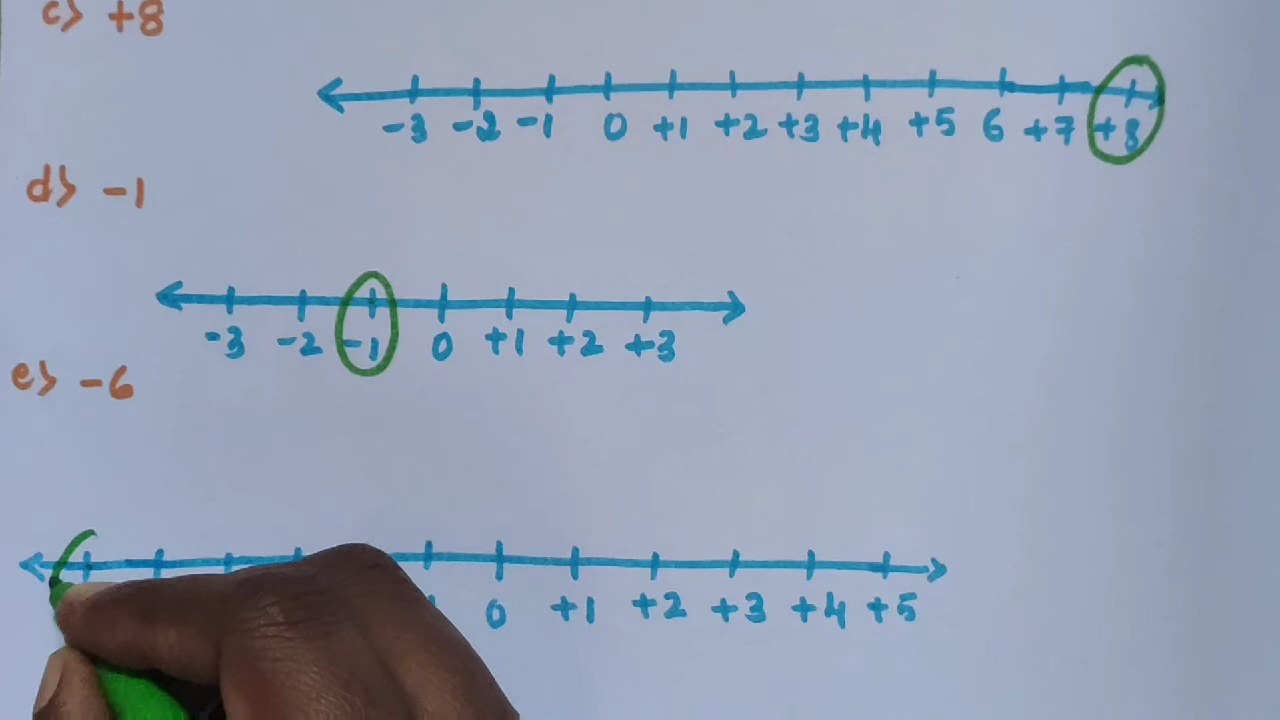 c> +8
-3 -2 -1 0 +1 +2 +3 +4 +5 6 +7 +8
d> -1
-3 -2 -1 0 +1 +2 +3
e> -6
0 +1 +2 +3 +4 +5